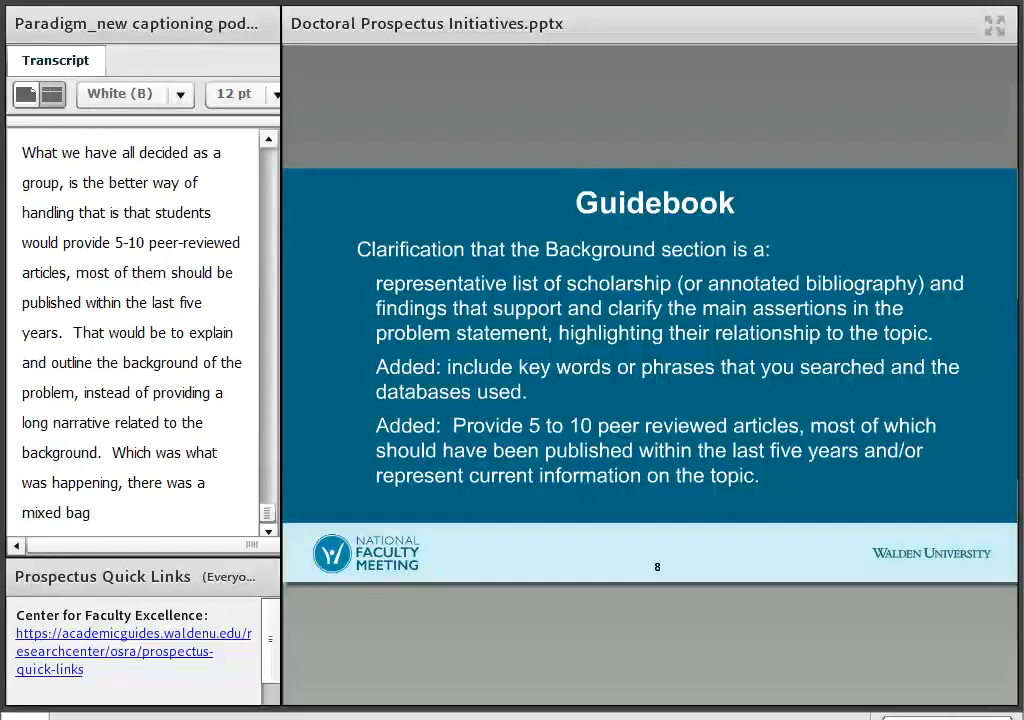 Paradigm_new captioning pod...
Transcript
White (B)
12 pt
What we have all decided as a
group, is the better way of
handling that is that students
would provide 5-10 peer-reviewed
articles, most of them should be
published within the last five
years.  That would be to explain
and outline the background of the
problem, instead of providing a
long narrative related to the
background.  Which was what
was happening, there was a
mixed bag
Prospectus Quick Links (Everyo...
Center for Faculty Excellence:
https://academicguides.waldenu.edu/r
esearchcenter/osra/prospectus-
quick-links
Doctoral Prospectus Initiatives.pptx
Guidebook
Clarification that the Background section is a:
representative list of scholarship (or annotated bibliography) and
findings that support and clarify the main assertions in the
problem statement, highlighting their relationship to the topic.
Added: include key words or phrases that you searched and the
databases used.
Added:  Provide 5 to 10 peer reviewed articles, most of which
should have been published within the last five years and/or
represent current information on the topic.
NATIONAL
FACULTY
MEETING
8
WALDEN UNIVERSITY